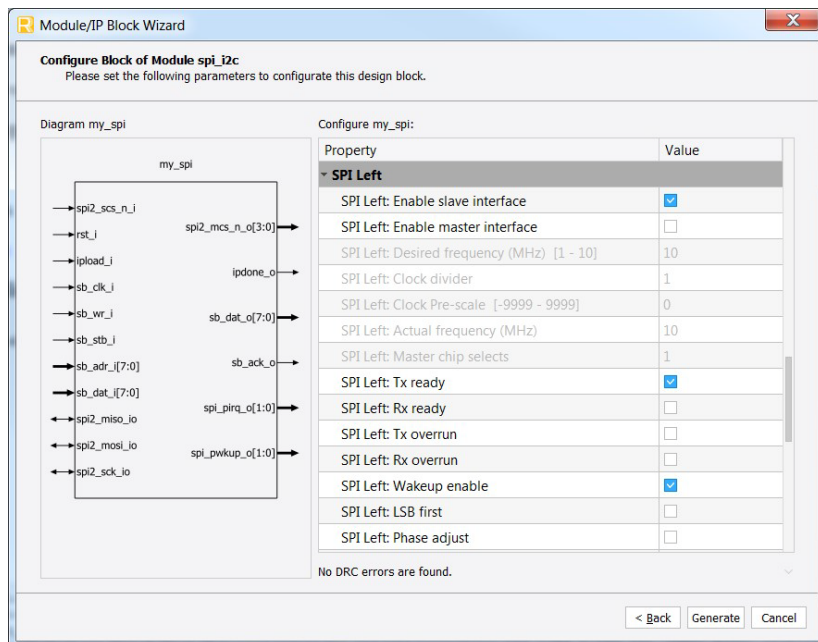 Module/IP Block Wizard
Configure Block of Module spi_i2c
Please set the following parameters to configurate this design block.
Diagram my_spi
my_spi
spi2_scs_n_i
rst_i
ipload_i
sb_clk_i
sb_wr_i
sb_stb_i
sb_adr_i[7:0]
sb_dat_i[7:0]
spi2_miso_io
spi2_mosi_io
spi2_sck_io
spi2_mcs_n_o[3:0]
ipdone_o
sb_dat_o[7:0]
sb_ack_o
spi_pirq_o[1:0]
spi_pwkup_o[1:0]
Configure my_spi:
Property Value
SPI Left
SPI Left: Enable slave interface
SPI Left: Enable master interface
SPI Left: Desired frequency (MHz) [1 - 10] 10
SPI Left: Clock divider 1
SPI Left: Clock Pre-scale [-9999 - 9999] 0
SPI Left: Actual frequency (MHz) 10
SPI Left: Master chip selects 1
SPI Left: Tx ready
SPI Left: Rx ready
SPI Left: Tx overrun
SPI Left: Rx overrun
SPI Left: Wakeup enable
SPI Left: LSB first
SPI Left: Phase adjust
No DRC errors are found.
< Back Generate Cancel